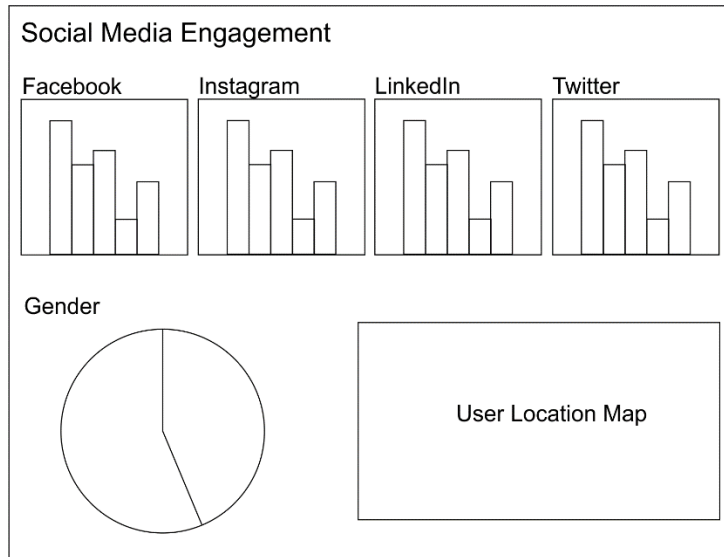 Social Media Engagement
Facebook
Instagram
LinkedIn
Twitter
Gender
User Location Map